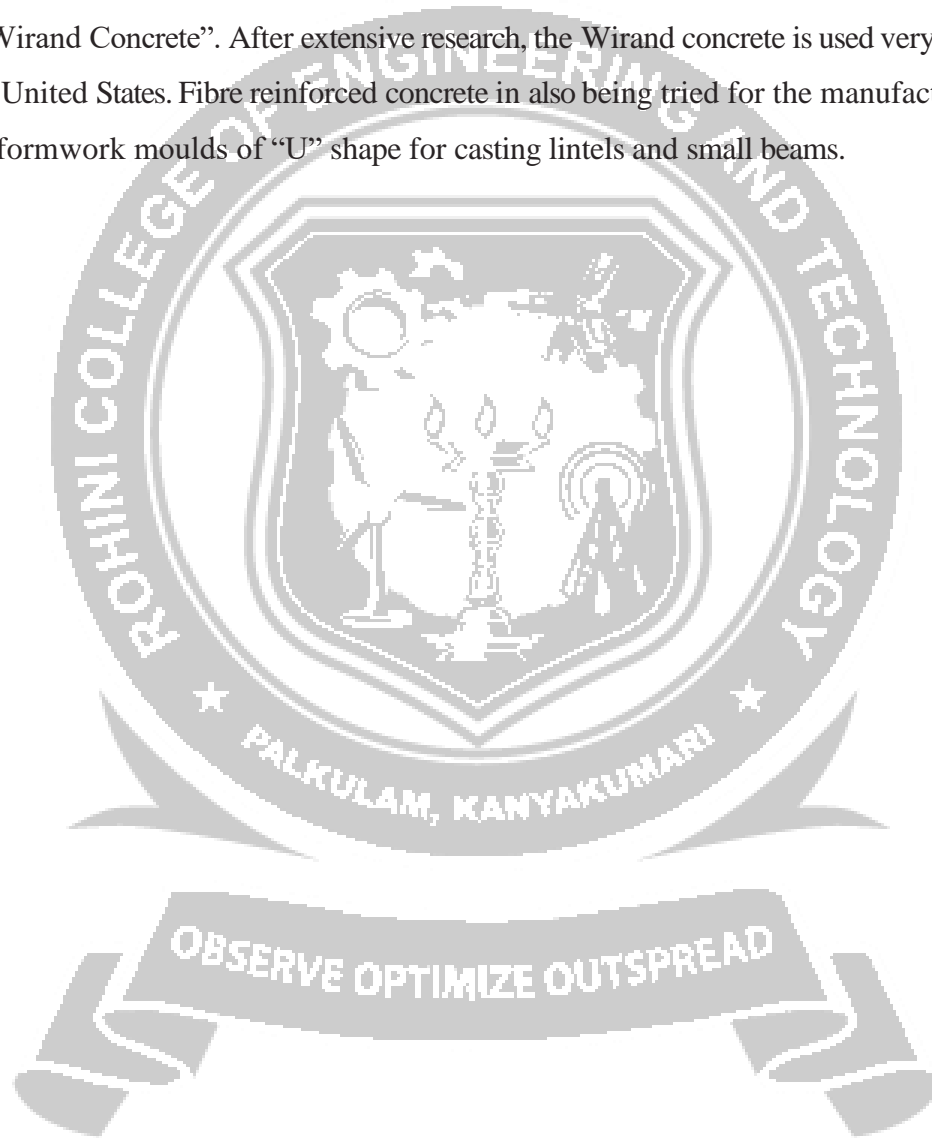 Wirand Concrete”. After extensive research, the Wirand concrete is used very
United States. Fibre reinforced concrete in also being tried for the
formwork moulds of “U” shape for casting lintels and small beams.
ROHINI COLLEGE OF ENGINEERING AND TECHNOLOGY
PALKULAM, KANYAKUMARI
OBSERVE OPTIMIZE OUTSPREAD